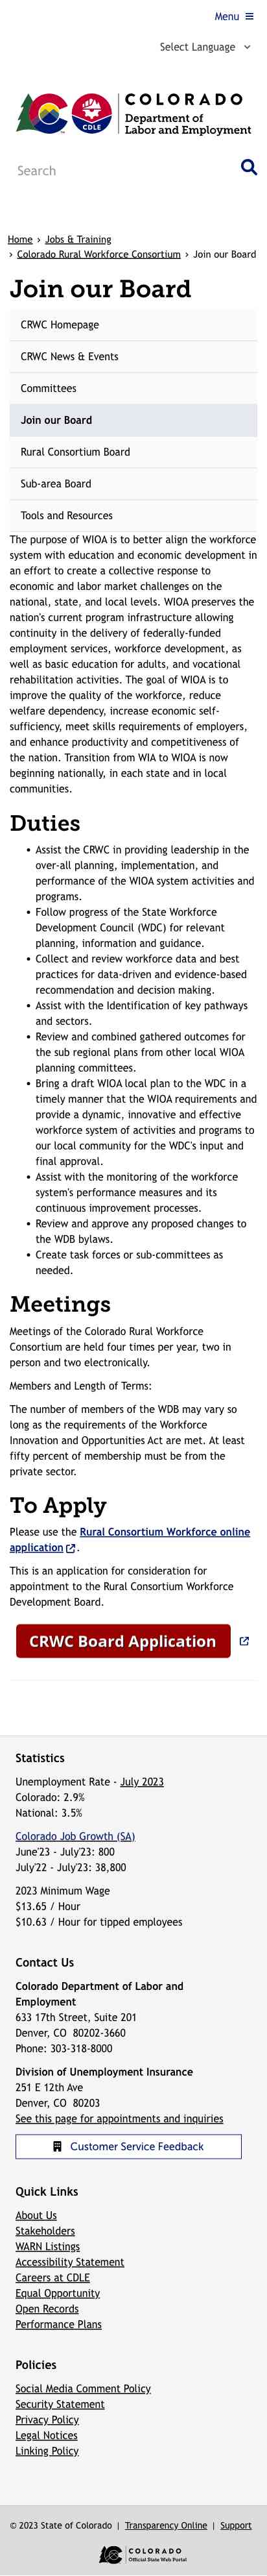 Menu
Select Language
COLORADO
Department of
Labor and Employment
CDLE
Search
Home › Jobs & Training
› Colorado Rural Workforce Consortium › Join our Board
Join our Board
CRWC Homepage
CRWC News & Events
Committees
Join our Board
Rural Consortium Board
Sub-area Board
Tools and Resources
The purpose of WIOA is to better align the workforce
system with education and economic development in
an effort to create a collective response to
economic and labor market challenges on the
national, state, and local levels. WIOA preserves the
nation's current program infrastructure allowing
continuity in the delivery of federally-funded
employment services, workforce development, as
well as basic education for adults, and vocational
rehabilitation activities. The goal of WIOA is to
improve the quality of the workforce, reduce
welfare dependency, increase economic self-
sufficiency, meet skills requirements of employers,
and enhance productivity and competitiveness of
the nation. Transition from WIA to WIOA is now
beginning nationally, in each state and in local
communities.
Duties
• Assist the CRWC in providing leadership in the
over-all planning, implementation, and
performance of the WIOA system activities and
programs.
• Follow progress of the State Workforce
Development Council (WDC) for relevant
planning, information and guidance.
• Collect and review workforce data and best
practices for data-driven and evidence-based
recommendation and decision making.
• Assist with the Identification of key pathways
and sectors.
• Review and combined gathered outcomes for
the sub regional plans from other local WIOA
planning committees.
• Bring a draft WIOA local plan to the WDC in a
timely manner that the WIOA requirements and
provide a dynamic, innovative and effective
workforce system of activities and programs to
our local community for the WDC's input and
final approval.
• Assist with the monitoring of the workforce
system's performance measures and its
continuous improvement processes.
• Review and approve any proposed changes to
the WDB bylaws.
• Create task forces or sub-committees as
needed.
Meetings
Meetings of the Colorado Rural Workforce
Consortium are held four times per year, two in
person and two electronically.
Members and Length of Terms:
The number of members of the WDB may vary so
long as the requirements of the Workforce
Innovation and Opportunities Act are met. At least
fifty percent of membership must be from the
private sector.
To Apply
Please use the Rural Consortium Workforce online
application .
This is an application for consideration for
appointment to the Rural Consortium Workforce
Development Board.
CRWC Board Application
Statistics
Unemployment Rate - July 2023
Colorado: 2.9%
National: 3.5%
Colorado Job Growth (SA)
June'23 - July'23: 800
July'22 - July'23: 38,800
2023 Minimum Wage
$13.65 / Hour
$10.63 / Hour for tipped employees
Contact Us
Colorado Department of Labor and
Employment
633 17th Street, Suite 201
Denver, CO 80202-3660
Phone: 303-318-8000
Division of Unemployment Insurance
251 E 12th Ave
Denver, CO 80203
See this page for appointments and inquiries
Customer Service Feedback
Quick Links
About Us
Stakeholders
WARN Listings
Accessibility Statement
Careers at CDLE
Equal Opportunity
Open Records
Performance Plans
Policies
Social Media Comment Policy
Security Statement
Privacy Policy
Legal Notices
Linking Policy
© 2023 State of Colorado | Transparency Online | Support
COLORADO
Official State Web Portal